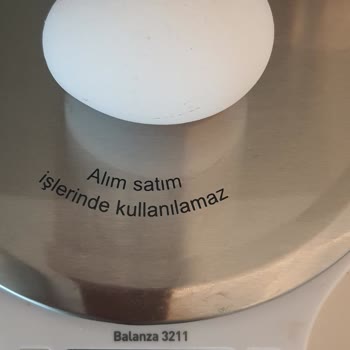 Alım satım
işlerinde kullanılamaz
Balanza 3211